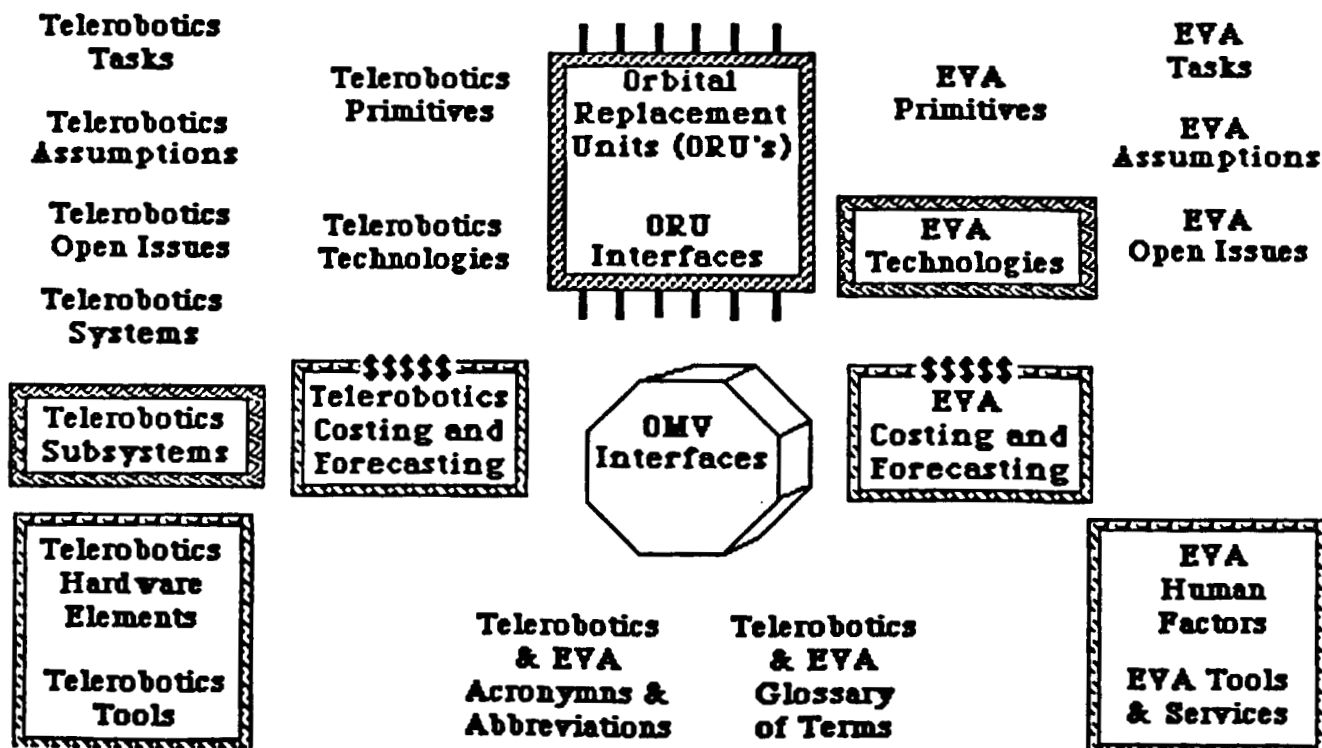 Telerobotics
Tasks
Telerobotics
Assumptions
Telerobotics
Open Issues
Telerobotics
Systems
Telerobotics
Subsystems
Telerobotics
Hardware
Elements
Telerobotics
Tools
Telerobotics
Primitives
Telerobotics
Technologies
$$$$$
Telerobotics
Costing and
Forecasting
Orbital
Replacement
Units (ORU's)
ORU
Interfaces
OMV
Interfaces
Telerobotics
& EVA
Acronymns &
Abbreviations
Telerobotics
& EVA
Glossary
of Terms
EVA
Primitives
EVA
Technologies
$$$$$
EVA
Costing and
Forecasting
EVA
Tasks
EVA
Assumptions
EVA
Open Issues
EVA
Human
Factors
EVA Tools
& Services